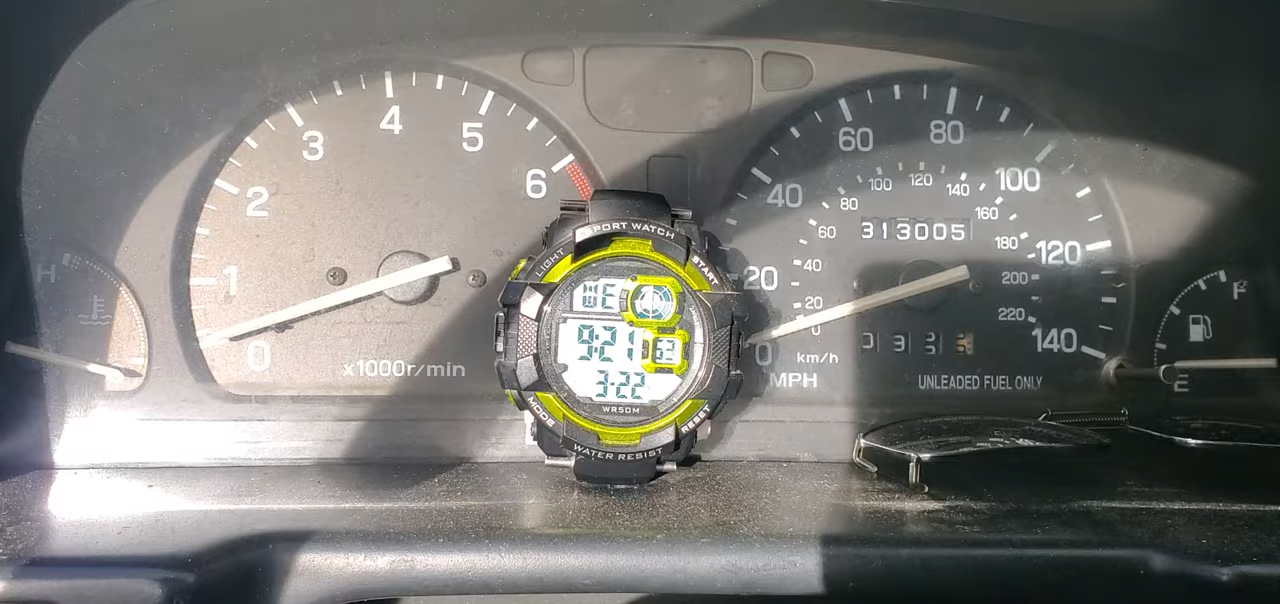 1
2
3
4
5
6
0
x1000r/min
H
SPORT WATCH
LIGHT
START
WE
9:21
3-22
WR50M
MODE
RESET
WATER RESIST
0
20
40
60
80
100
120
140
20
40
60
80
100
120
140
160
180
200
220
0
km/h
MPH
313005
UNLEADED FUEL ONLY
F
E